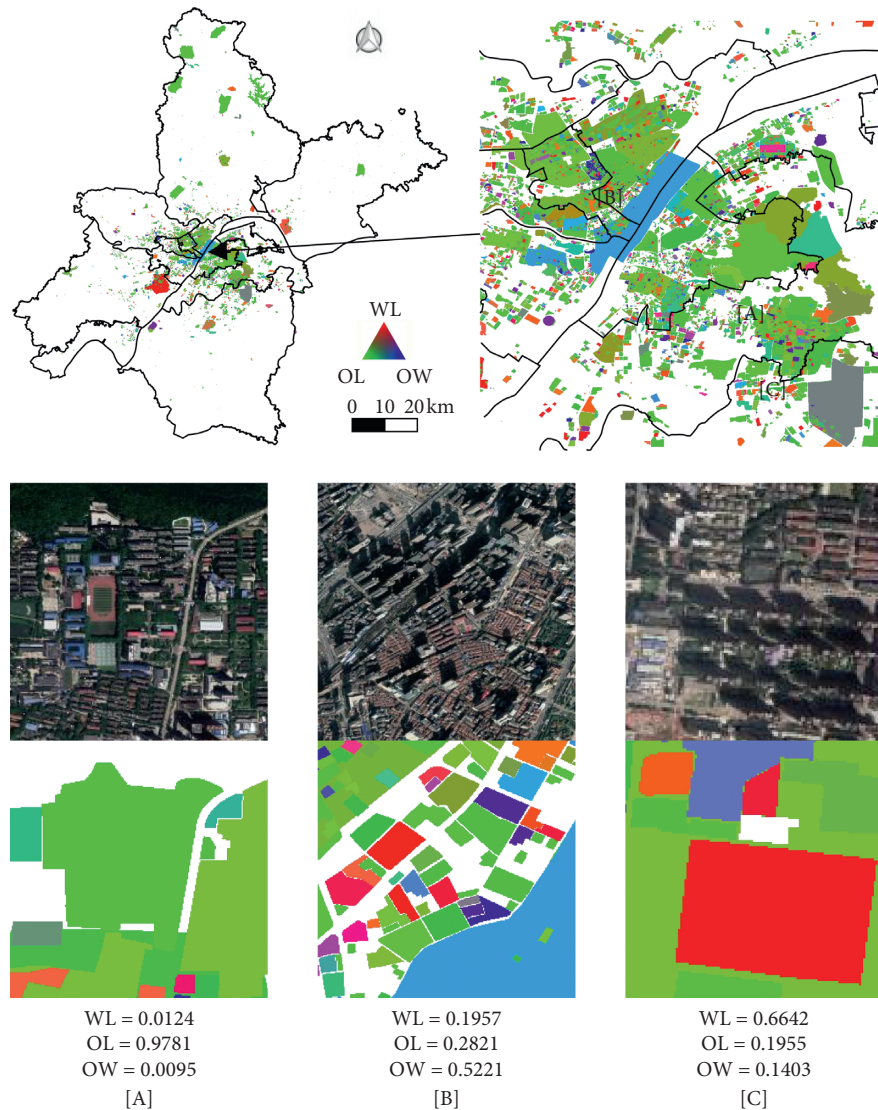 WL
OL OW
0 10 20 km
[B]
[A]
[C]
WL = 0.0124
OL = 0.9781
OW = 0.0095
[A]
WL = 0.1957
OL = 0.2821
OW = 0.5221
[B]
WL = 0.6642
OL = 0.1955
OW = 0.1403
[C]